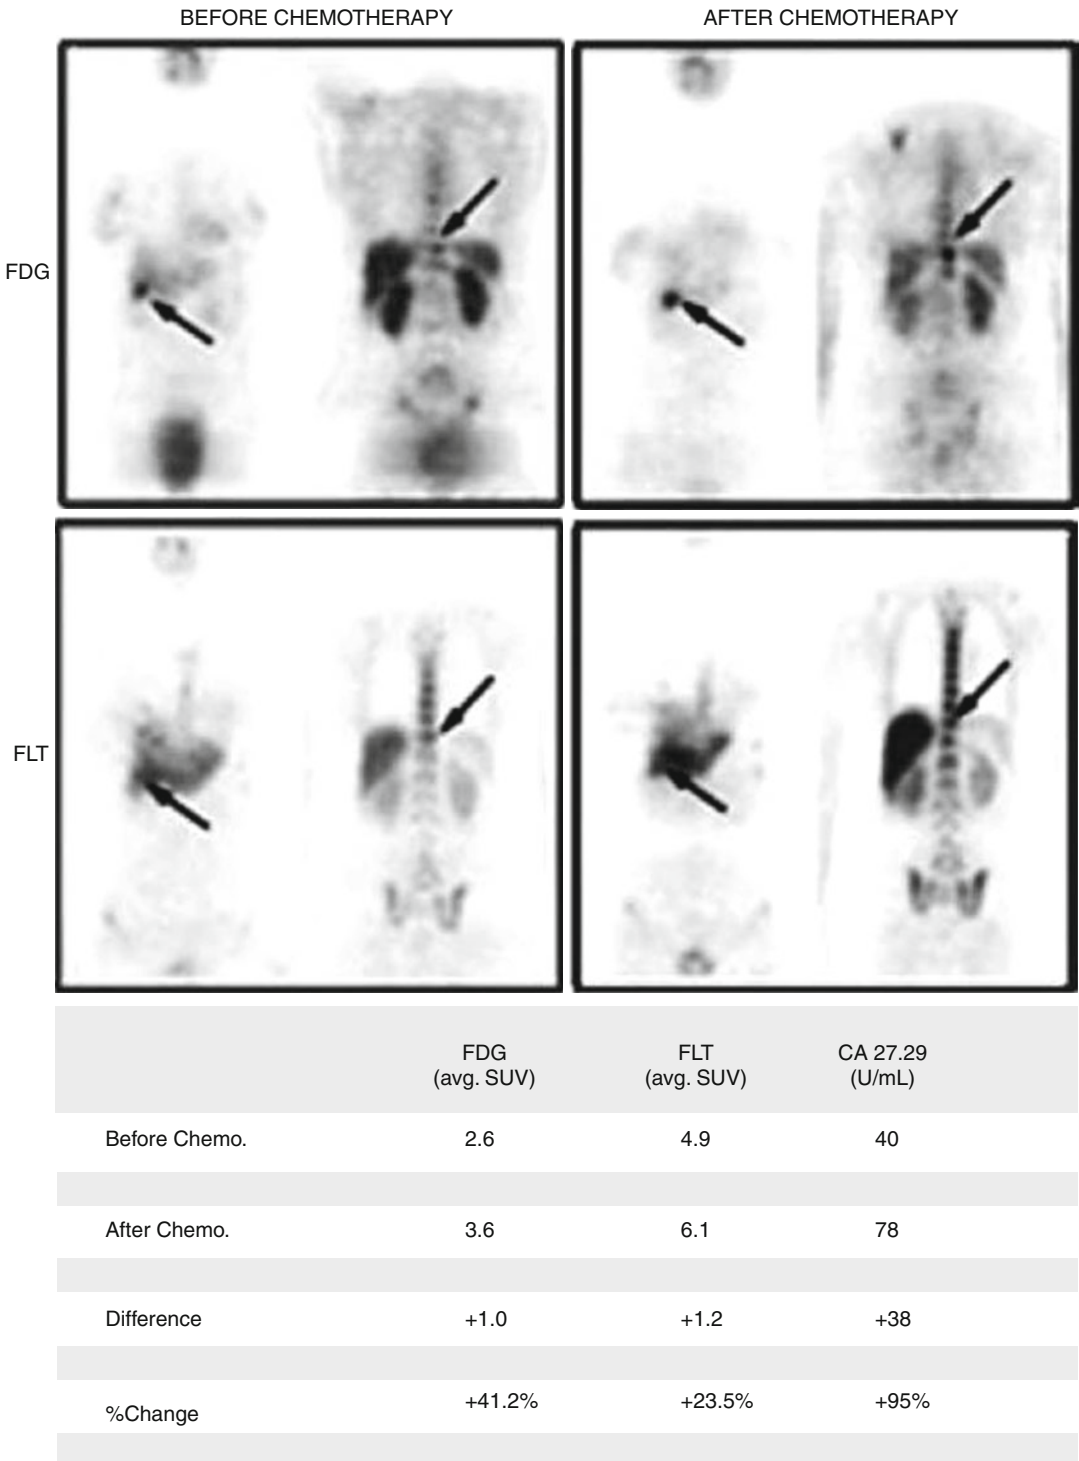 BEFORE CHEMOTHERAPY AFTER CHEMOTHERAPY
FDG
FLT
FDG FLT CA 27.29
(avg. SUV) (avg. SUV) (U/mL)
Before Chemo. 2.6 4.9 40
After Chemo. 3.6 6.1 78
Difference +1.0 +1.2 +38
%Change +41.2% +23.5% +95%